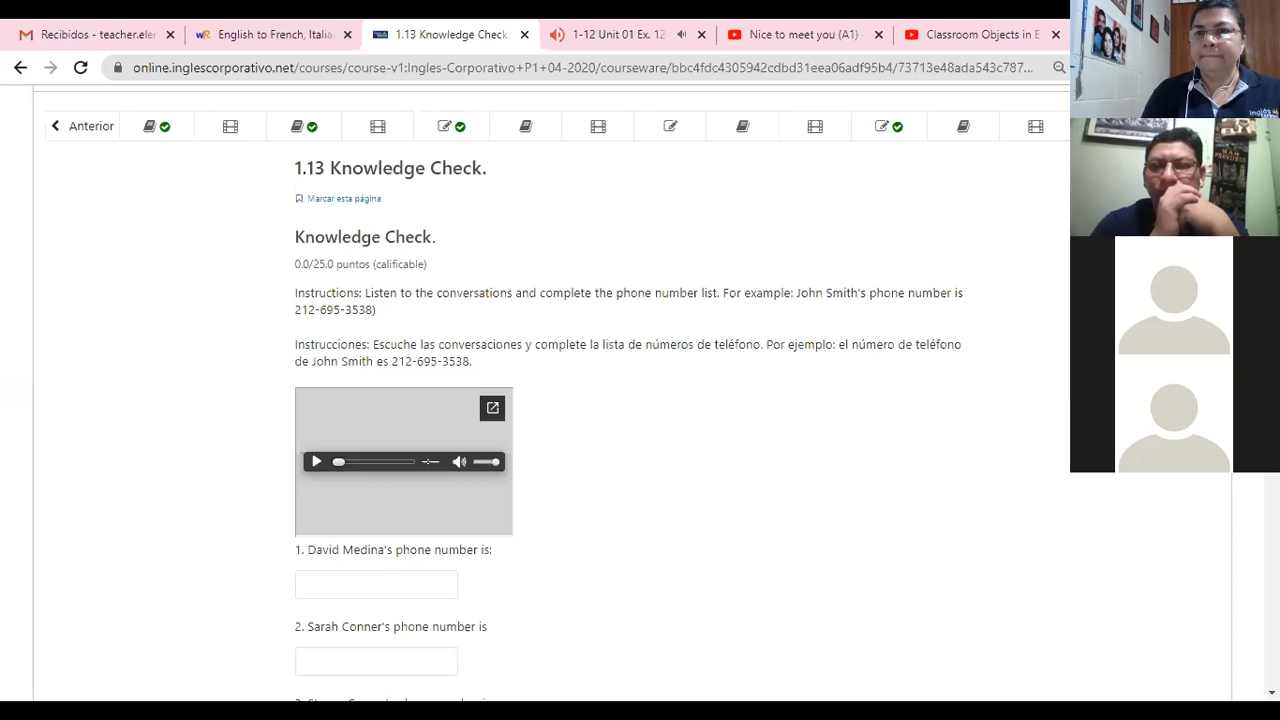 Recibidos - teacher.eler
English to French, Italia
1.13 Knowledge Check.
1-12 Unit 01 Ex. 12
Nice to meet you (A1) -
Classroom Objects in E
online.inglescorporativo.net/courses/course-v1:Ingles-Corporativo+P1+04-2020/courseware/bbc4fdc4305942cdbd31eea06adf95b4/73713e48ada543c787...
Anterior
1.13 Knowledge Check.
Marcar esta página
Knowledge Check.
0.0/25.0 puntos (calificable)
Instructions: Listen to the conversations and complete the phone number list. For example: John Smith's phone number is
212-695-3538)
Instrucciones: Escuche las conversaciones y complete la lista de números de teléfono. Por ejemplo: el número de teléfono
de John Smith es 212-695-3538.
1. David Medina's phone number is:
2. Sarah Conner's phone number is